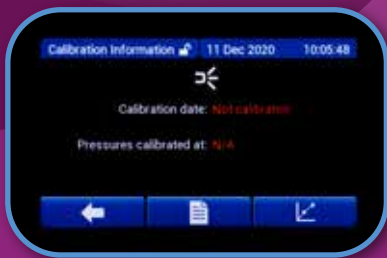 Calibration Information 11 Dec 2020 10:05:48
Calibration date: Not calibrated
Pressures calibrated at: N/A